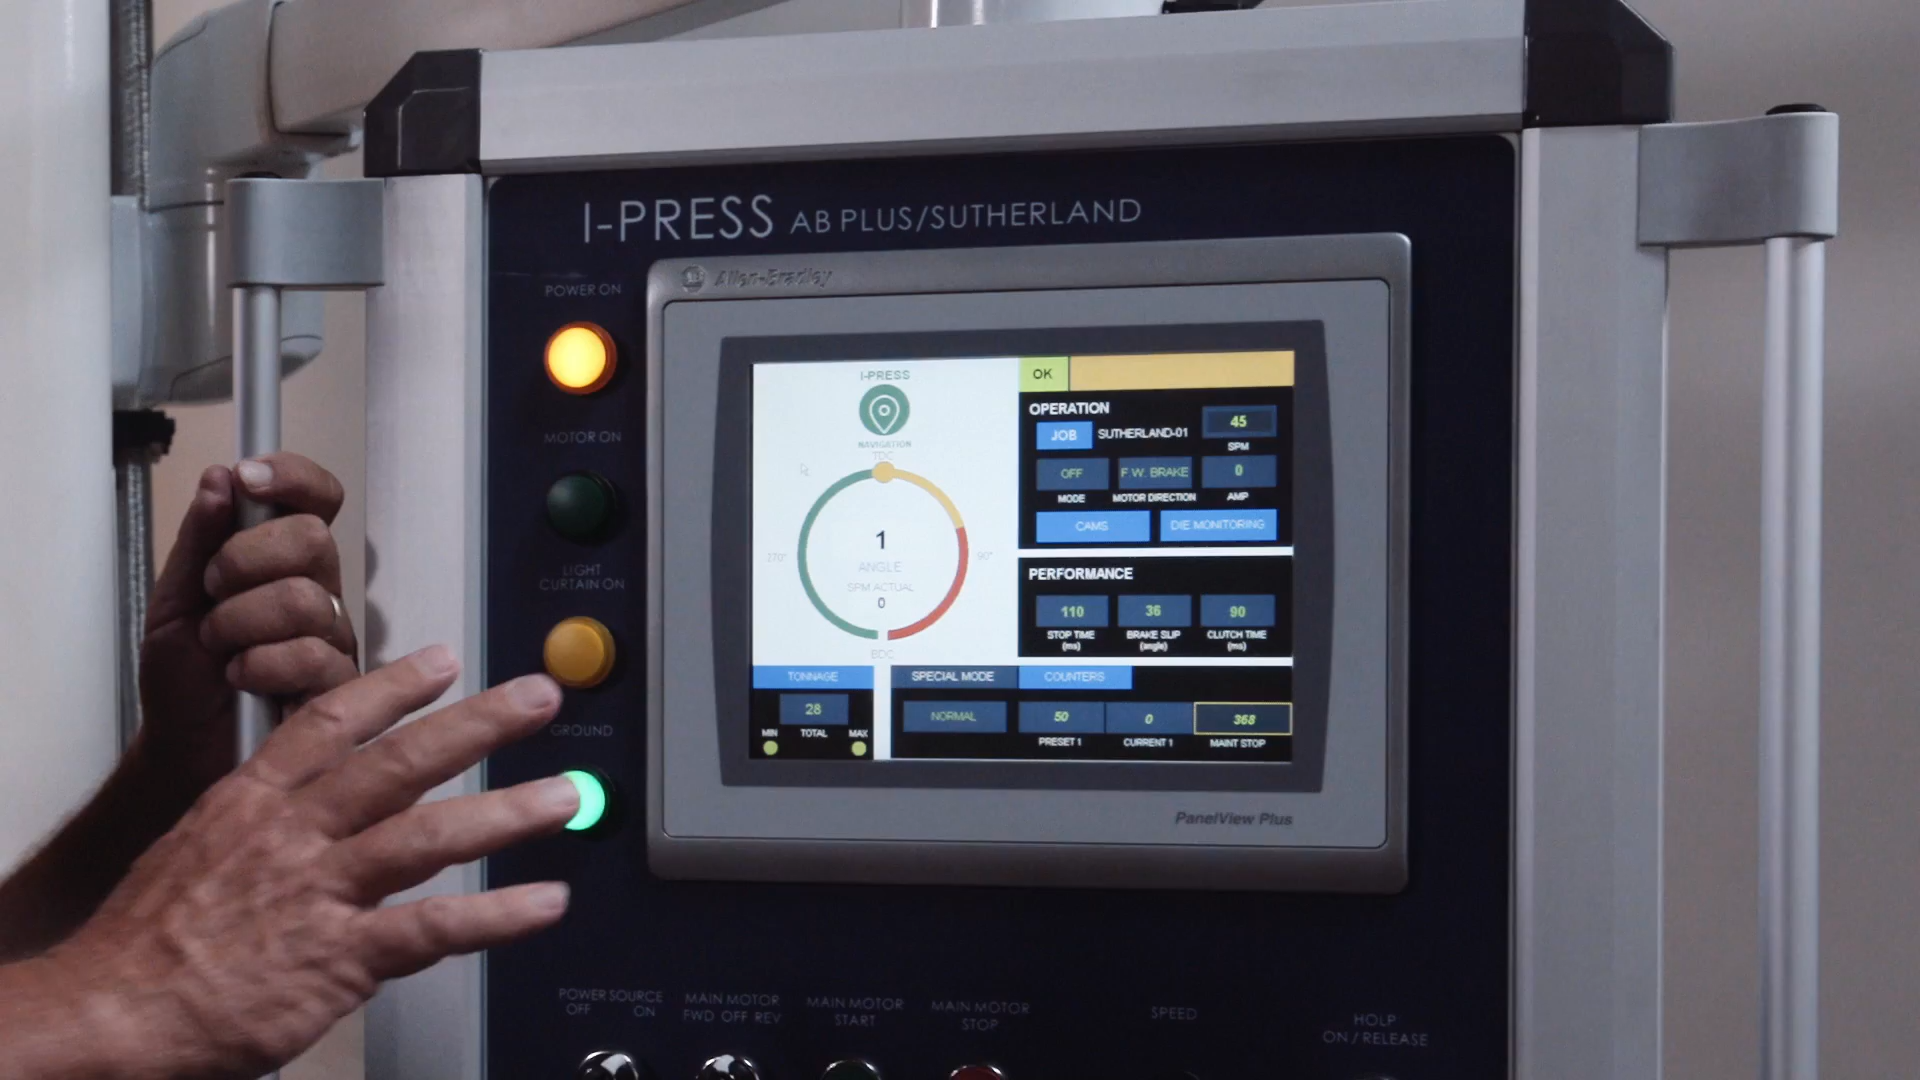 I-PRESS AB PLUS/SUTHERLAND
Allen-Bradley
POWER ON
MOTOR ON
LIGHT
CURTAIN ON
GROUND
I-PRESS
NAVIGATION
TDC
270°
90°
1
ANGLE
SPM ACTUAL
0
BDC
OK
OPERATION
JOB SUTHERLAND-01
45
SPM
OFF F.W. BRAKE 0
MODE MOTOR DIRECTION AMP
CAMS DIE MONITORING
PERFORMANCE
110 36 90
STOP TIME BRAKE SLIP CLUTCH TIME
(ms) (angle) (ms)
TONNAGE
28
MIN TOTAL MAX
SPECIAL MODE COUNTERS
NORMAL 50 0 368
PRESET 1 CURRENT 1 MAINT STOP
PanelView Plus
POWER SOURCE
OFF ON
MAIN MOTOR
FWD OFF REV
MAIN MOTOR
START
MAIN MOTOR
STOP
SPEED
HOLP
ON / RELEASE